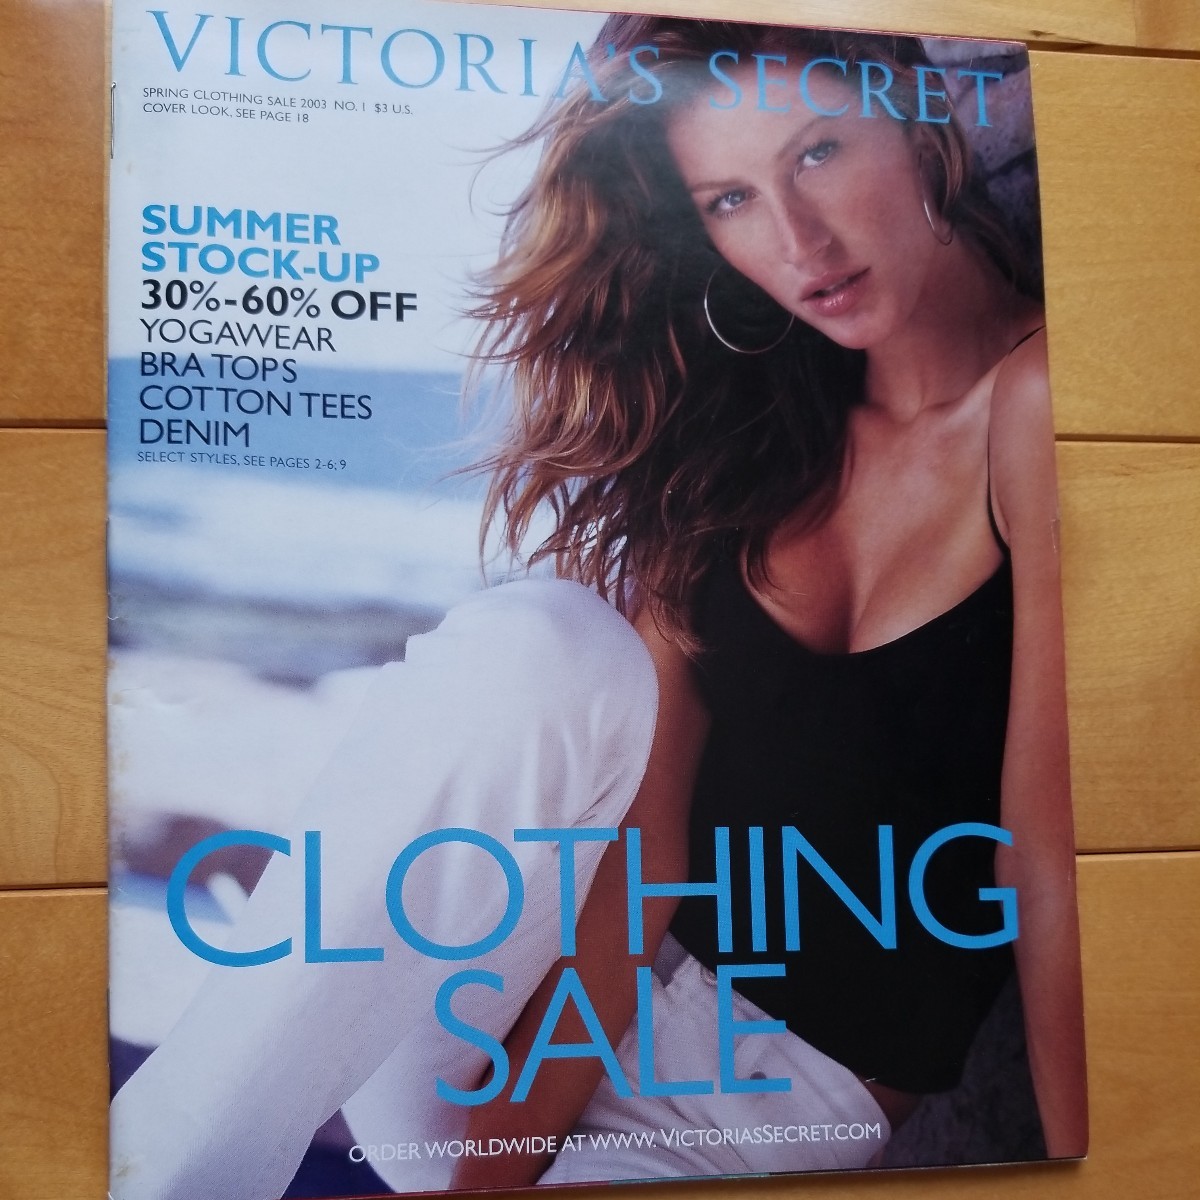 VICTORIA'S SECRET
SPRING CLOTHING SALE 2003 NO. 1 $3 U.S.
COVER LOOK, SEE PAGE 18
SUMMER
STOCK-UP
30%-60% OFF
YOGAWEAR
BRA TOPS
COTTON TEES
DENIM
SELECT STYLES, SEE PAGES 2-6; 9
CLOTHING
SALE
ORDER WORLDWIDE AT WWW.VICTORIASSECRET.COM